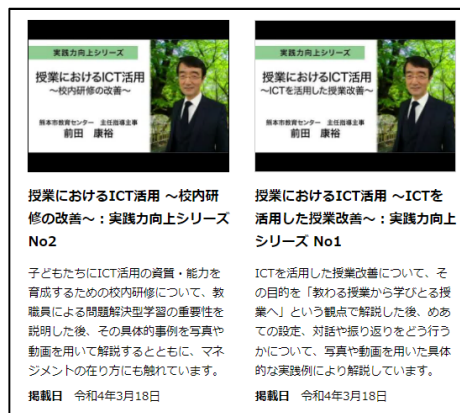 実践力向上シリーズ
授業におけるICT活用
～校内研修の改善～
熊本市教育センター 主任指導主事
前田 康裕
授業におけるICT活用 ～校内研
修の改善～：実践力向上シリーズ
No2
子どもたちにICT活用の資質・能力を
育成するための校内研修について、教
職員による問題解決型学習の重要性を
説明した後、その具体的事例を写真や
動画を用いて解説するとともに、マネ
ジメントの在り方にも触れています。
掲載日 令和4年3月18日
実践力向上シリーズ
授業におけるICT活用
～ICTを活用した授業改善～
熊本市教育センター 主任指導主事
前田 康裕
授業におけるICT活用 ～ICTを
活用した授業改善～：実践力向上
シリーズ No1
ICTを活用した授業改善について、そ
の目的を「教わる授業から学びとる授
業へ」という観点で解説した後、めあ
ての設定、対話や振り返りをどう行う
かについて、写真や動画を用いた具体
的な実践例により解説しています。
掲載日 令和4年3月18日